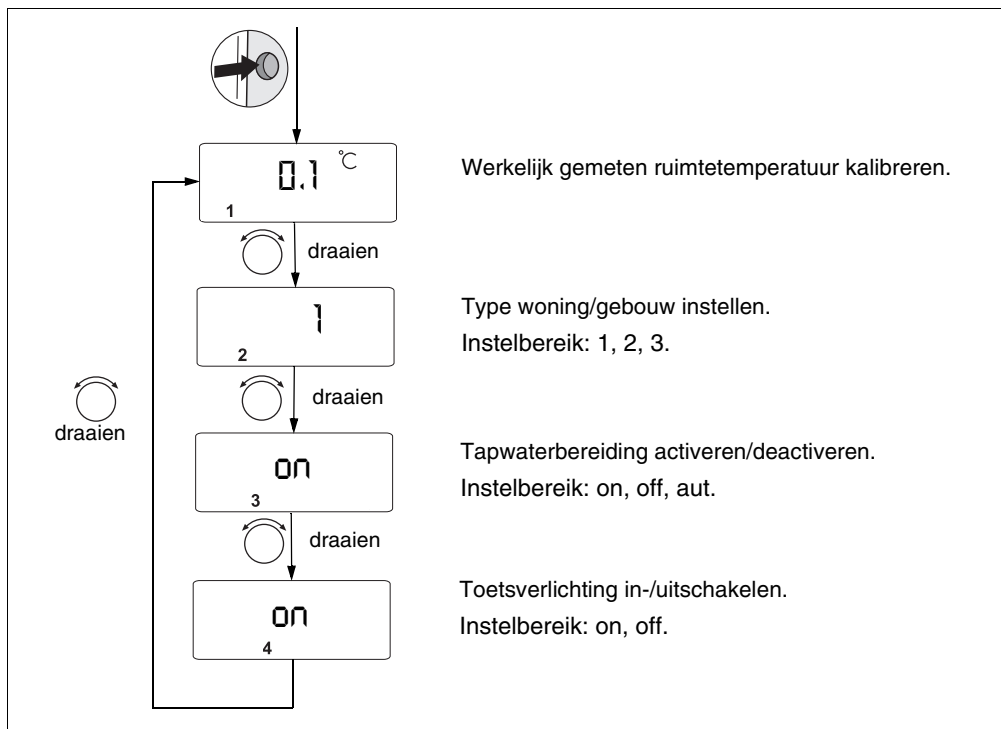 0.1 °C
1
Werkelijk gemeten ruimtetemperatuur kalibreren.
draaien
1
2
Type woning/gebouw instellen.
Instelbereik: 1, 2, 3.
draaien
draaien
on
3
Tapwaterbereiding activeren/deactiveren.
Instelbereik: on, off, aut.
draaien
on
4
Toetsverlichting in-/uitschakelen.
Instelbereik: on, off.